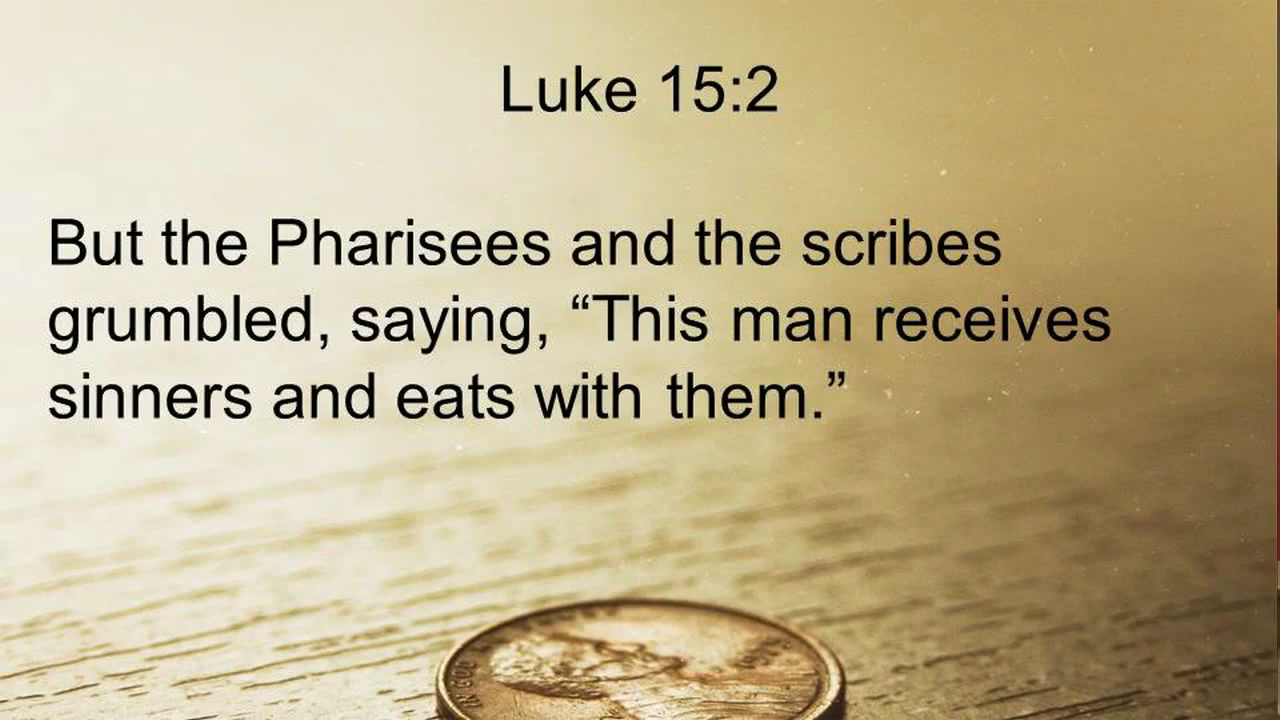 Luke 15:2
But the Pharisees and the scribes
grumbled, saying, “This man receives
sinners and eats with them.”